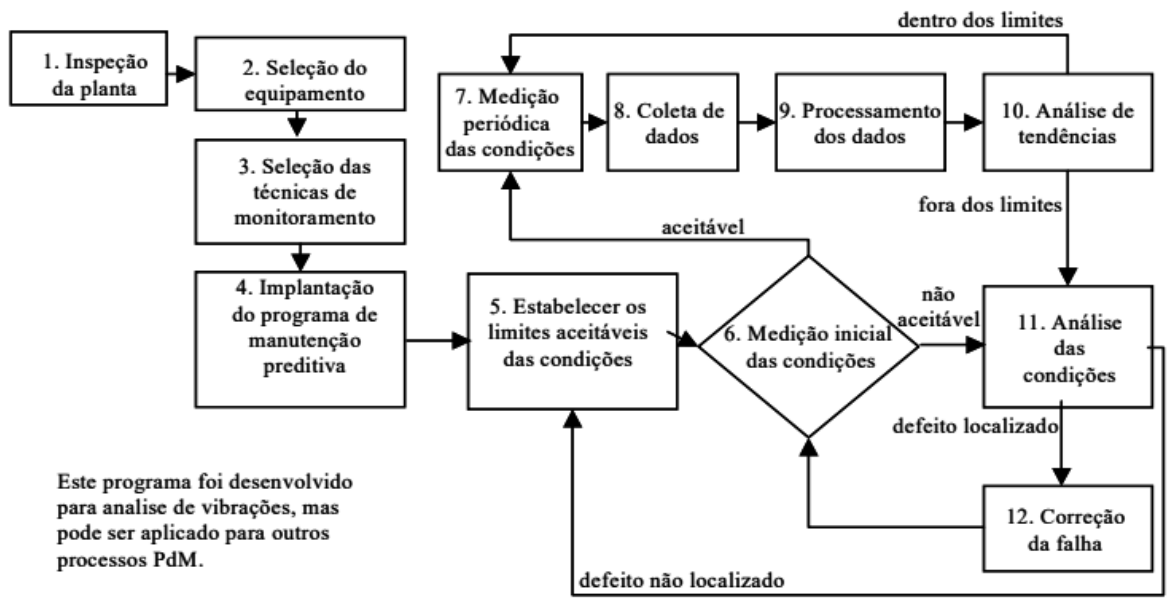 1. Inspeção
da planta
2. Seleção do
equipamento
3. Seleção das
técnicas de
monitoramento
4. Implantação
do programa de
manutenção
preditiva
5. Estabelecer os
limites aceitáveis
das condições
6. Medição inicial
das condições
aceitável
não
aceitável
7. Medição
periódica
das condições
8. Coleta de
dados
9. Processamento
dos dados
10. Análise de
tendências
dentro dos limites
fora dos limites
11. Análise
das
condições
defeito localizado
12. Correção
da falha
defeito não localizado
Este programa foi desenvolvido
para analise de vibrações, mas
pode ser aplicado para outros
processos PdM.